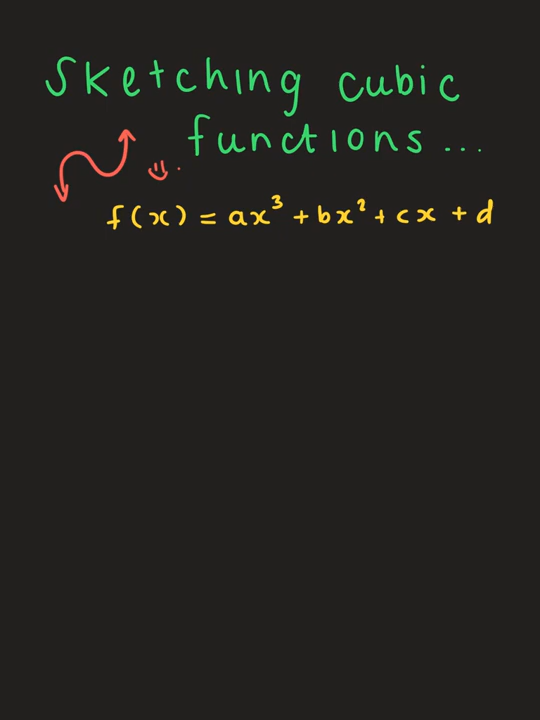 Sketching cubic
functions...
f(x) = ax³ + bx² + cx + d